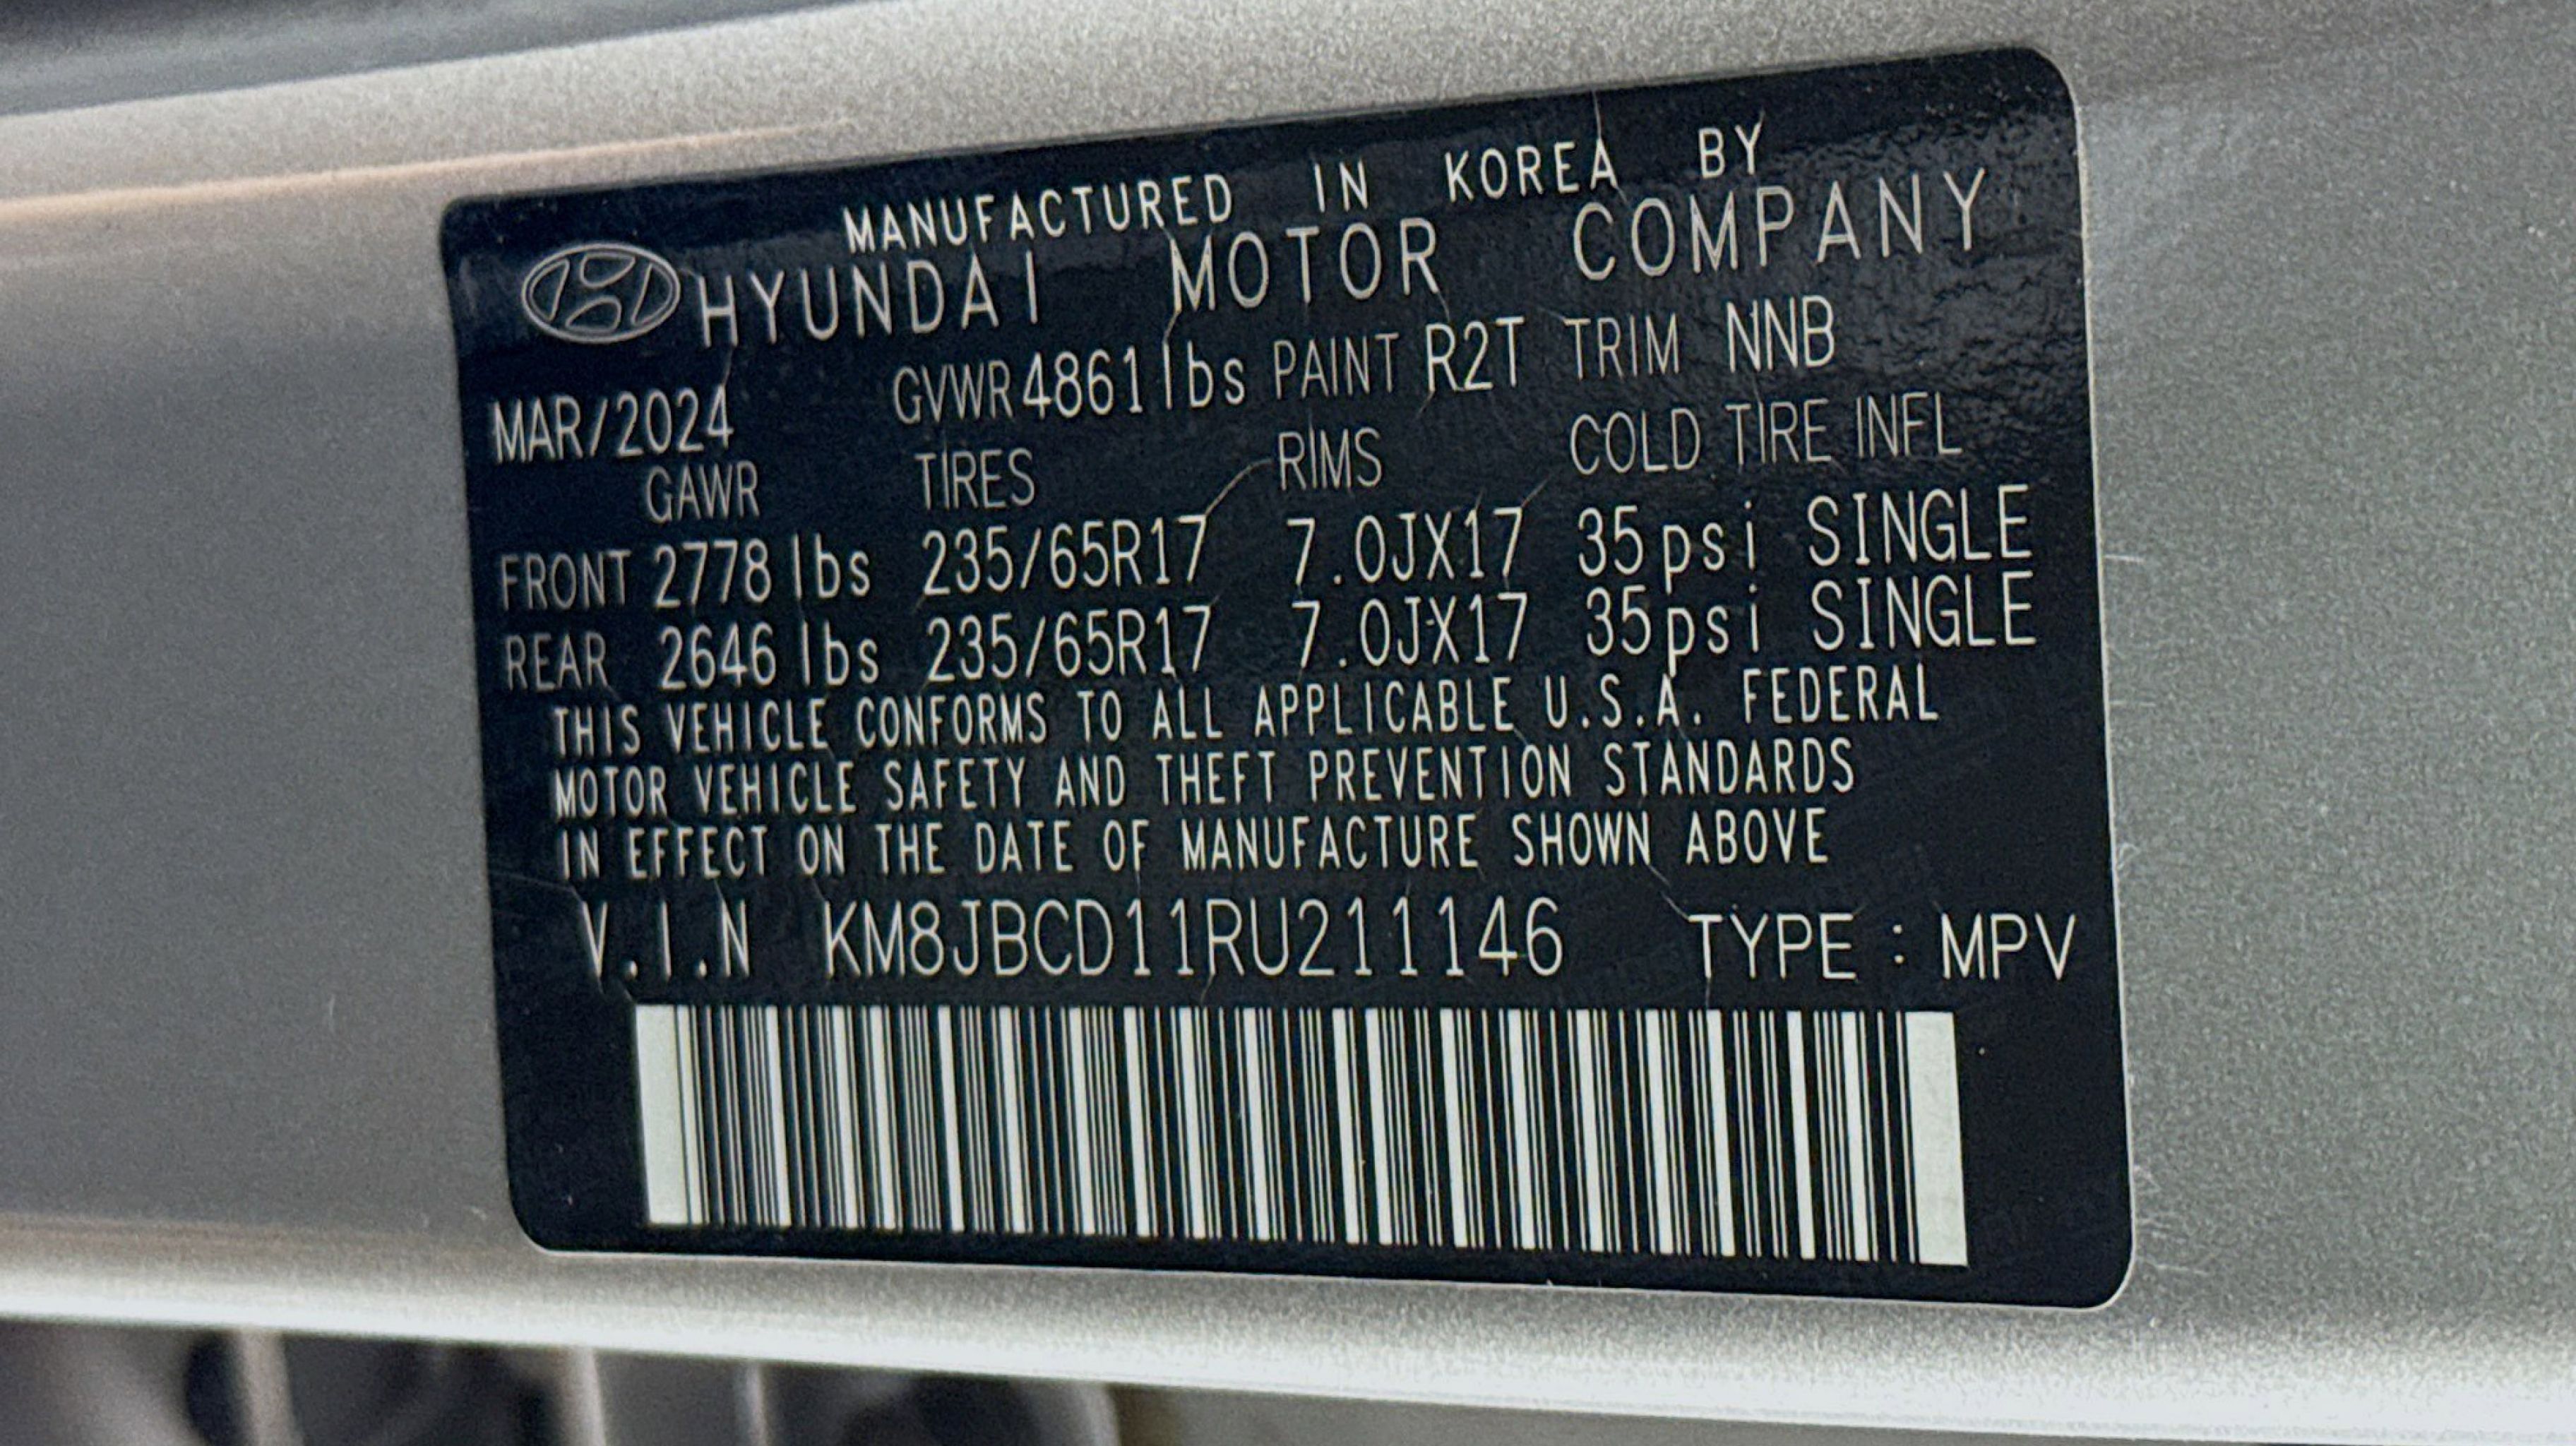 MANUFACTURED IN KOREA BY
HYUNDAI MOTOR COMPANY
MAR/2024 GVWR 4861 lbs PAINT R2T TRIM NNB
GAWR TIRES RIMS COLD TIRE INFL
FRONT 2778 lbs 235/65R17 7.0JX17 35psi SINGLE
REAR 2646 lbs 235/65R17 7.0JX17 35psi SINGLE
THIS VEHICLE CONFORMS TO ALL APPLICABLE U.S.A. FEDERAL
MOTOR VEHICLE SAFETY AND THEFT PREVENTION STANDARDS
IN EFFECT ON THE DATE OF MANUFACTURE SHOWN ABOVE
V.I.N KM8JBCD11RU211146 TYPE : MPV